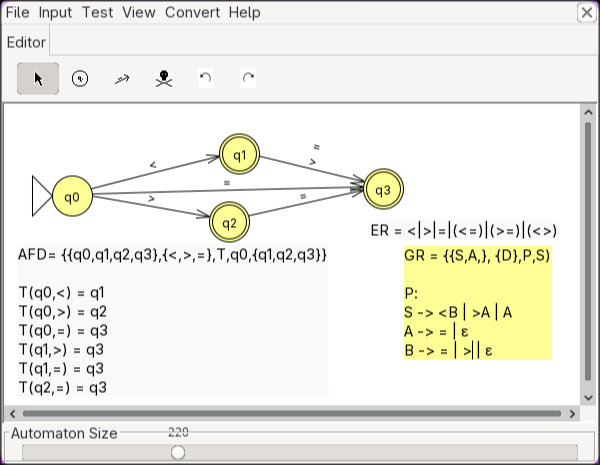 File Input Test View Convert Help
Editor
q0
q1
q2
q3
<
>
=
=
>
=
ER = <|>|=|(<=)|(>=)|(<>)
AFD= {{q0,q1,q2,q3},{<,>,=},T,q0,{q1,q2,q3}}
T(q0,<) = q1
T(q0,>) = q2
T(q0,=) = q3
T(q1,>) = q3
T(q1,=) = q3
T(q2,=) = q3
GR = {{S,A,}, {D},P,S)
P:
S -> <B | >A | A
A -> = | ε
B -> = | >| ε
Automaton Size
220